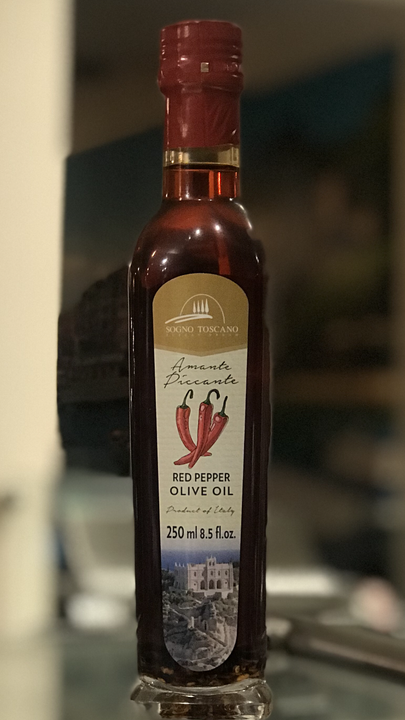 SOGNO TOSCANO
Amante
Piccante
RED PEPPER
OLIVE OIL
Product of Italy
250 ml 8.5 fl.oz.